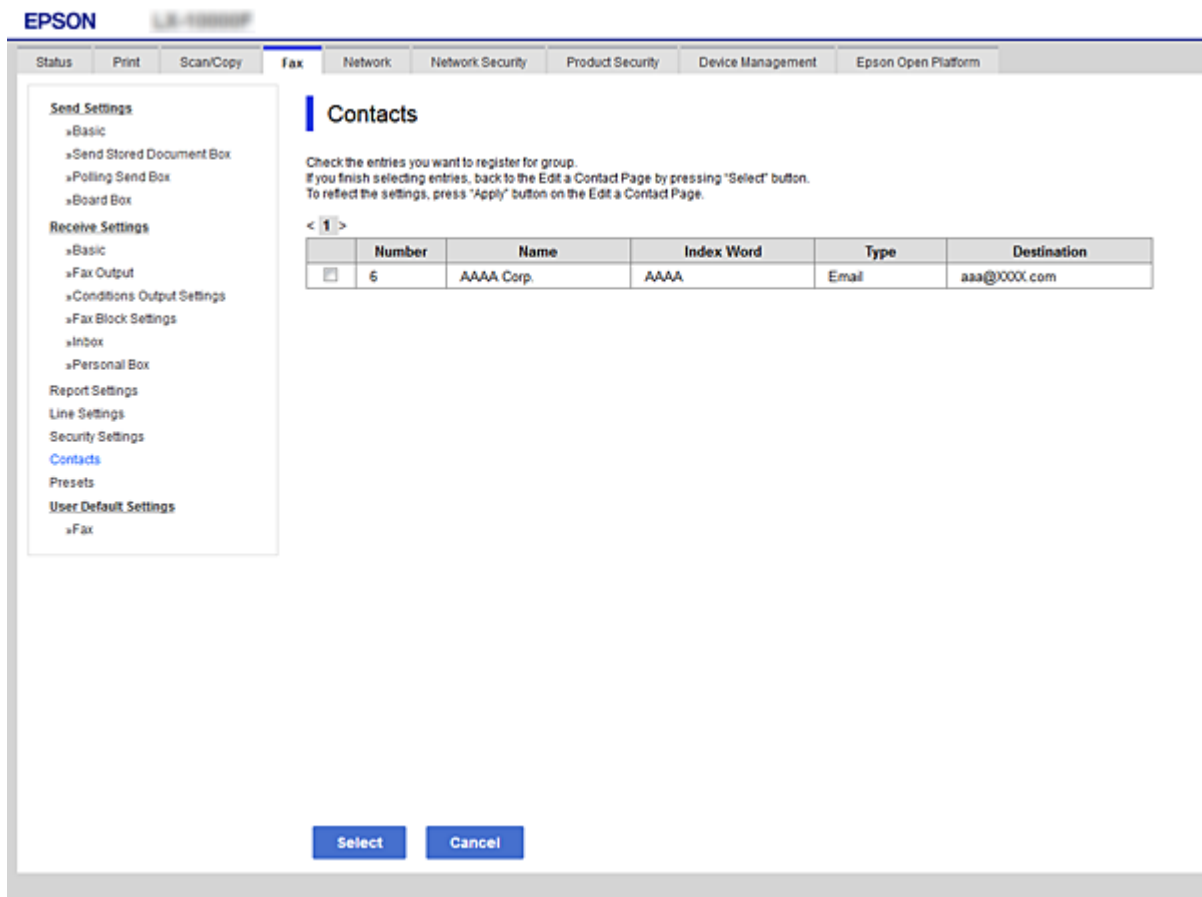 EPSON
Status Print Scan/Copy Fax Network Network Security Product Security Device Management Epson Open Platform
Send Settings
»Basic
»Send Stored Document Box
»Polling Send Box
»Board Box
Receive Settings
»Basic
»Fax Output
»Conditions Output Settings
»Fax Block Settings
»Inbox
»Personal Box
Report Settings
Line Settings
Security Settings
Contacts
Presets
User Default Settings
»Fax
Contacts
Check the entries you want to register for group.
If you finish selecting entries, back to the Edit a Contact Page by pressing "Select" button.
To reflect the settings, press "Apply" button on the Edit a Contact Page.
< 1 >
Number Name Index Word Type Destination
6 AAAA Corp. AAAA Email aaa@XXXX.com
Select Cancel